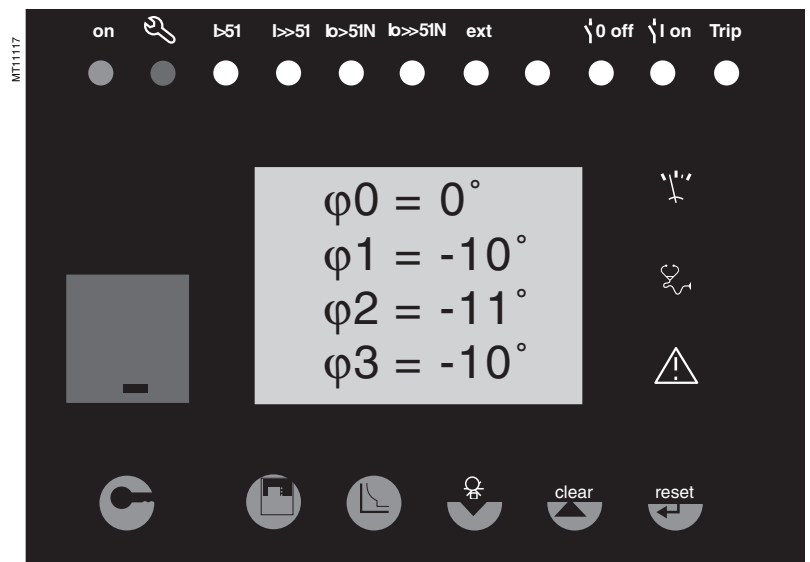 MT11117
on I>51 I>>51 Io>51N Io>>51N ext 0 off I on Trip
φ0 = 0°
φ1 = -10°
φ2 = -11°
φ3 = -10°
clear reset